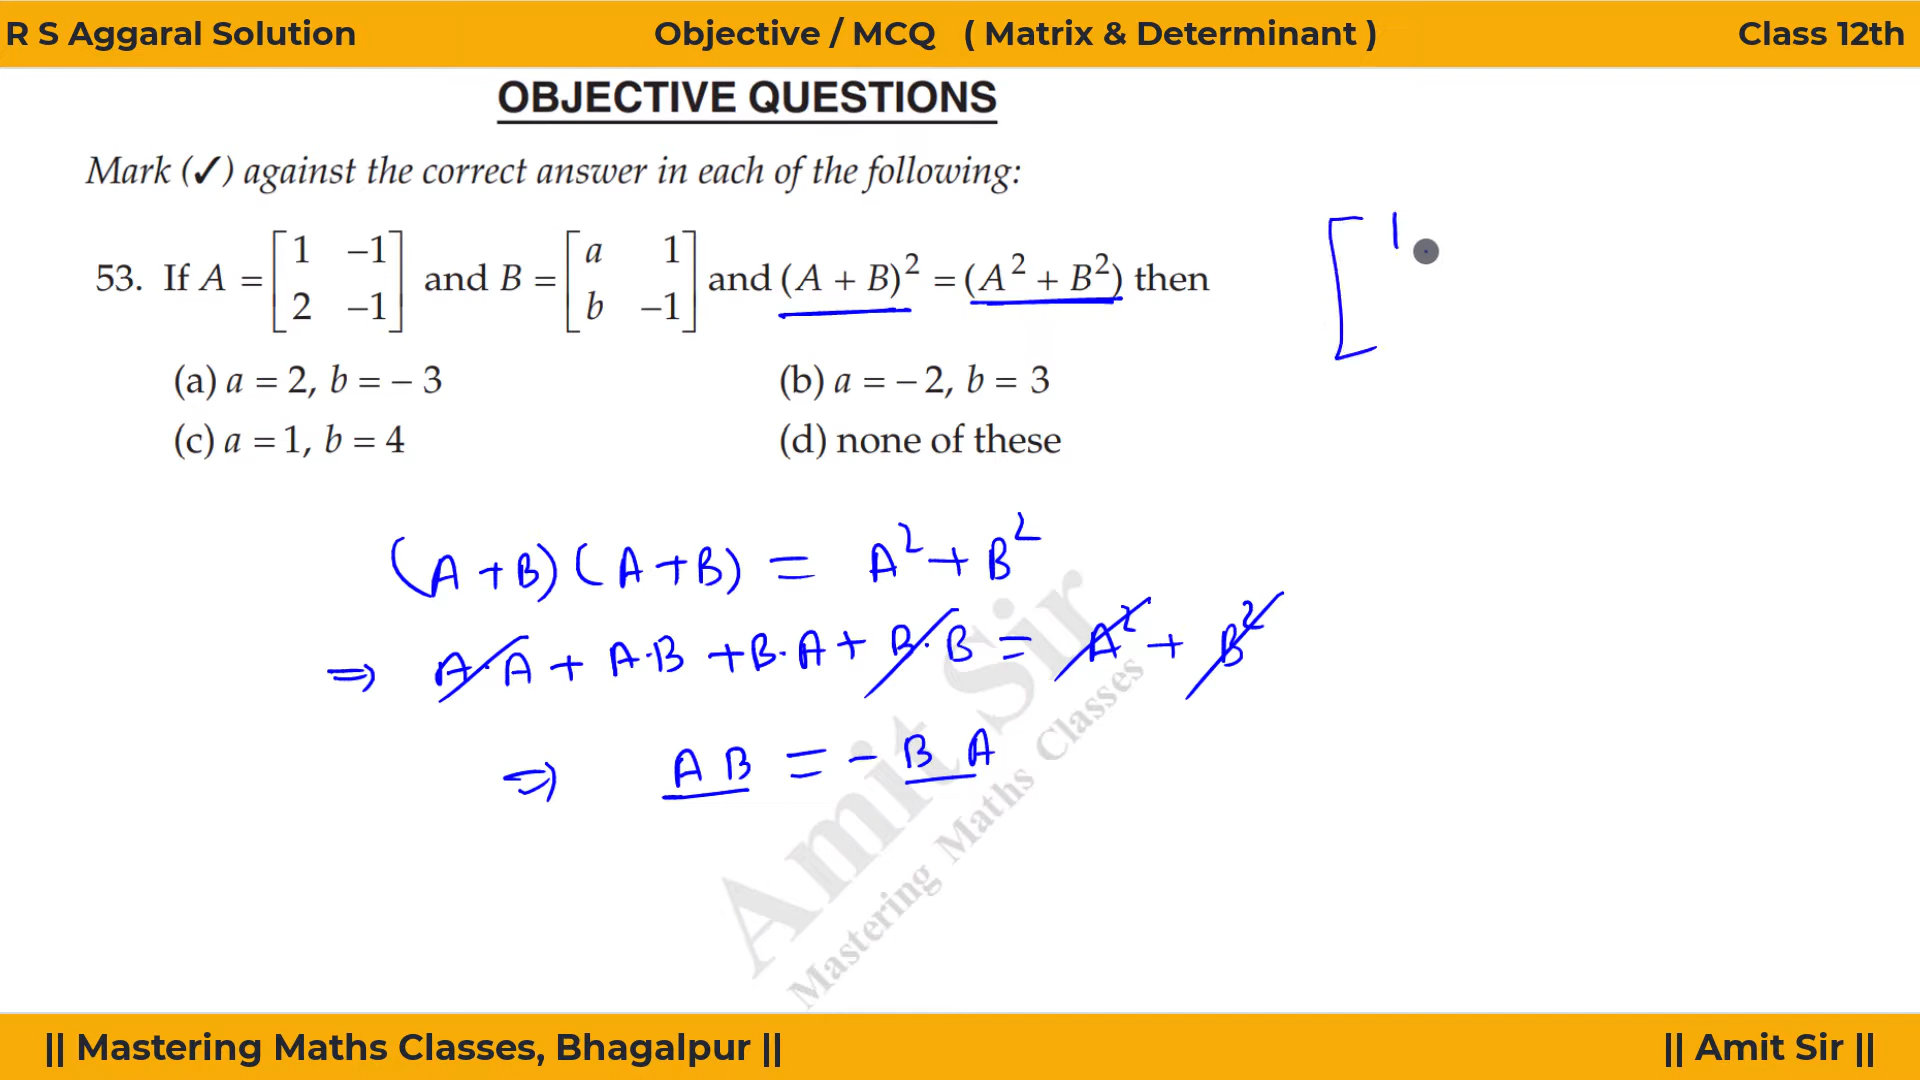 R S Aggaral Solution Objective / MCQ ( Matrix & Determinant ) Class 12th
OBJECTIVE QUESTIONS
Mark (✓) against the correct answer in each of the following:
53. If A = [1 −1; 2 −1] and B = [a 1; b −1] and (A + B)² = (A² + B²) then
(a) a = 2, b = − 3 (b) a = − 2, b = 3
(c) a = 1, b = 4 (d) none of these
[ 1
(A + B) (A + B) = A² + B²
⇒ A·A + A·B + B·A + B·B = A² + B²
⇒ A B = − B A
Amit Sir
Mastering Maths Classes
|| Mastering Maths Classes, Bhagalpur || || Amit Sir ||